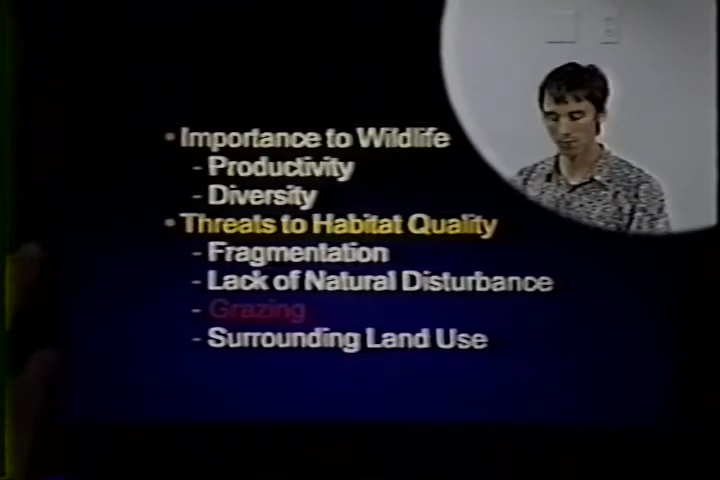 • Importance to Wildlife
- Productivity
- Diversity
• Threats to Habitat Quality
- Fragmentation
- Lack of Natural Disturbance
- Grazing
- Surrounding Land Use